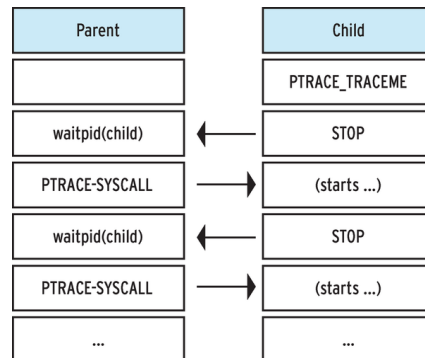 Parent Child
PTRACE_TRACEME
waitpid(child) STOP
PTRACE-SYSCALL (starts ...)
waitpid(child) STOP
PTRACE-SYSCALL (starts ...)
... ...